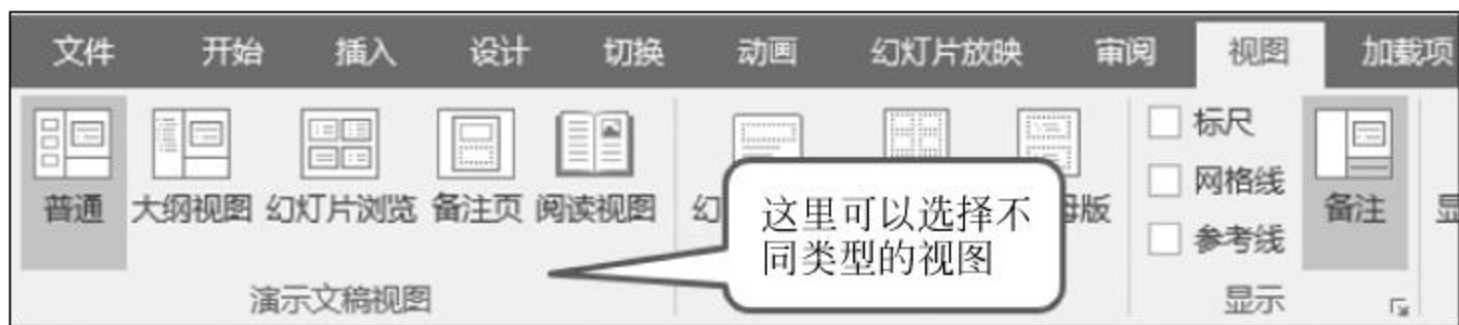 文件 开始 插入 设计 切换 动画 幻灯片放映 审阅 视图 加载项
普通 大纲视图 幻灯片浏览 备注页 阅读视图
这里可以选择不
同类型的视图
标尺
网格线
参考线
备注
演示文稿视图
显示